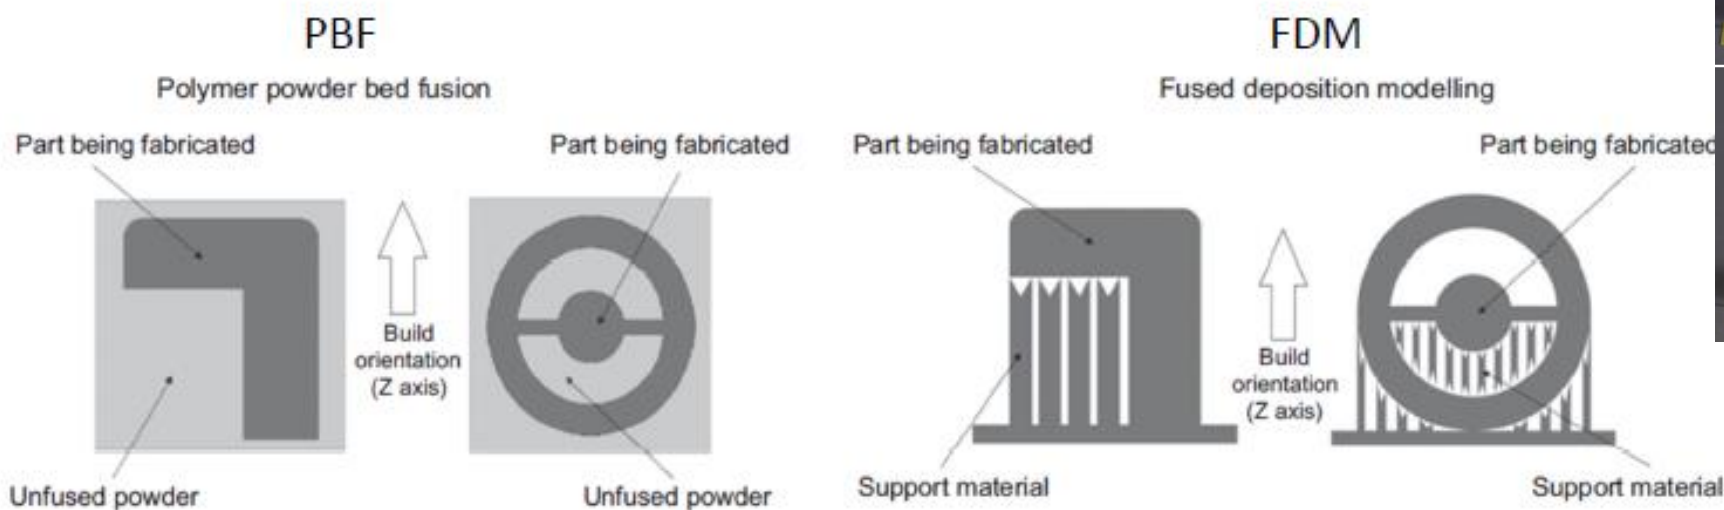 PBF
Polymer powder bed fusion
Part being fabricated
Part being fabricated
Build
orientation
(Z axis)
Unfused powder
Unfused powder
FDM
Fused deposition modelling
Part being fabricated
Part being fabricated
Build
orientation
(Z axis)
Support material
Support material